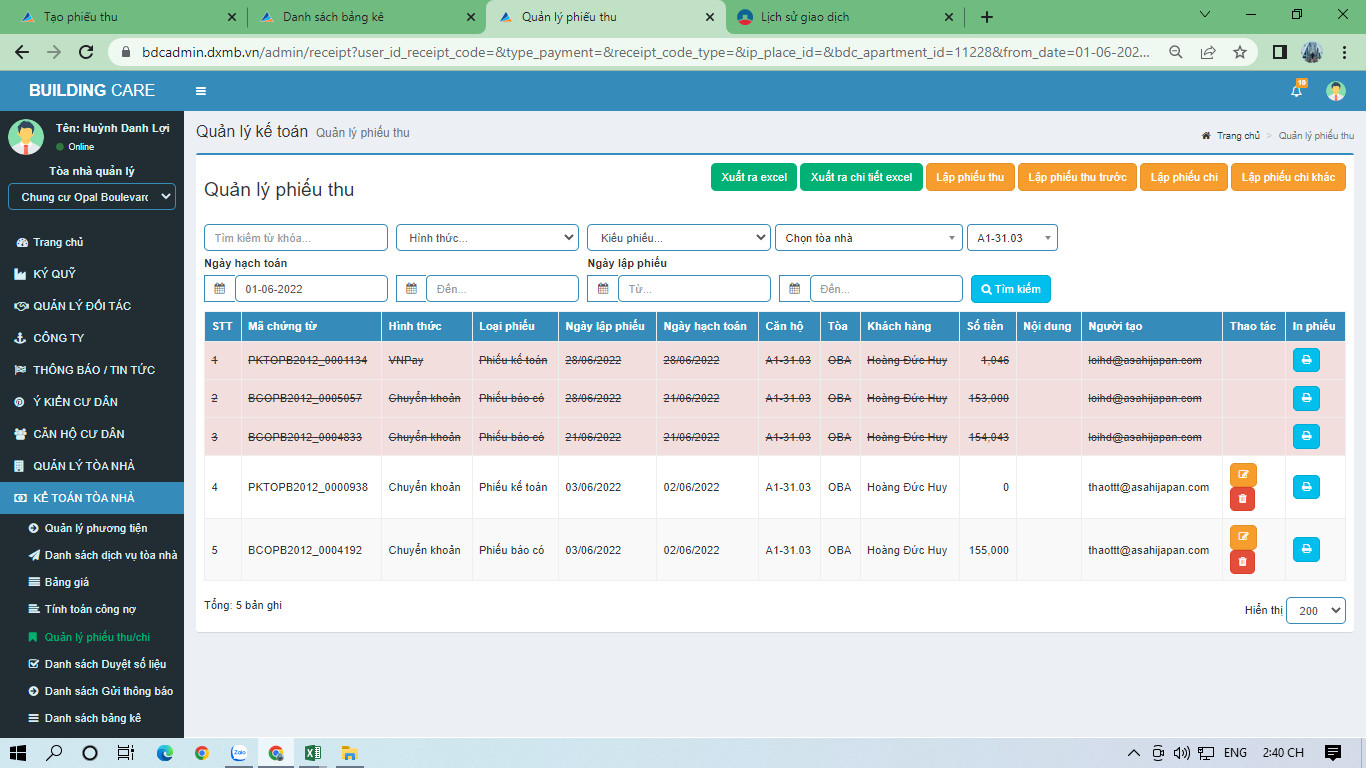 Tạo phiếu thu
Danh sách bảng kê
Quản lý phiếu thu
Lịch sử giao dịch
bdcadmin.dxmb.vn/admin/receipt?user_id_receipt_code=&type_payment=&receipt_code_type=&ip_place_id=&bdc_apartment_id=11228&from_date=01-06-202...
BUILDING CARE
10
Tên: Huỳnh Danh Lợi
Online
Tòa nhà quản lý
Chung cư Opal Boulevard
Trang chủ
KÝ QUỸ
QUẢN LÝ ĐỐI TÁC
CÔNG TY
THÔNG BÁO / TIN TỨC
Ý KIẾN CƯ DÂN
CĂN HỘ CƯ DÂN
QUẢN LÝ TÒA NHÀ
KẾ TOÁN TÒA NHÀ
Quản lý phương tiện
Danh sách dịch vụ tòa nhà
Bảng giá
Tính toán công nợ
Quản lý phiếu thu/chi
Danh sách Duyệt số liệu
Danh sách Gửi thông báo
Danh sách bảng kê
Quản lý kế toán Quản lý phiếu thu
Trang chủ > Quản lý phiếu thu
Quản lý phiếu thu
Xuất ra excel Xuất ra chi tiết excel Lập phiếu thu Lập phiếu thu trước Lập phiếu chi Lập phiếu chi khác
Tìm kiếm từ khóa... Hình thức... Kiểu phiếu... Chọn tòa nhà A1-31.03
Ngày hạch toán Ngày lập phiếu
01-06-2022 Đến... Từ... Đến... Tìm kiếm
STT Mã chứng từ Hình thức Loại phiếu Ngày lập phiếu Ngày hạch toán Căn hộ Tòa Khách hàng Số tiền Nội dung Người tạo Thao tác In phiếu
1 PKTOPB2012_0001134 VNPay Phiếu kế toán 28/06/2022 28/06/2022 A1-31.03 OBA Hoàng Đức Huy 1,046 loihd@asahijapan.com
2 BCOPB2012_0005057 Chuyển khoản Phiếu báo có 28/06/2022 21/06/2022 A1-31.03 OBA Hoàng Đức Huy 153,000 loihd@asahijapan.com
3 BCOPB2012_0004833 Chuyển khoản Phiếu báo có 21/06/2022 21/06/2022 A1-31.03 OBA Hoàng Đức Huy 154,043 loihd@asahijapan.com
4 PKTOPB2012_0000938 Chuyển khoản Phiếu kế toán 03/06/2022 02/06/2022 A1-31.03 OBA Hoàng Đức Huy 0 thaottt@asahijapan.com
5 BCOPB2012_0004192 Chuyển khoản Phiếu báo có 03/06/2022 02/06/2022 A1-31.03 OBA Hoàng Đức Huy 155,000 thaottt@asahijapan.com
Tổng: 5 bản ghi
Hiển thị 200
Zalo
ENG 2:40 CH